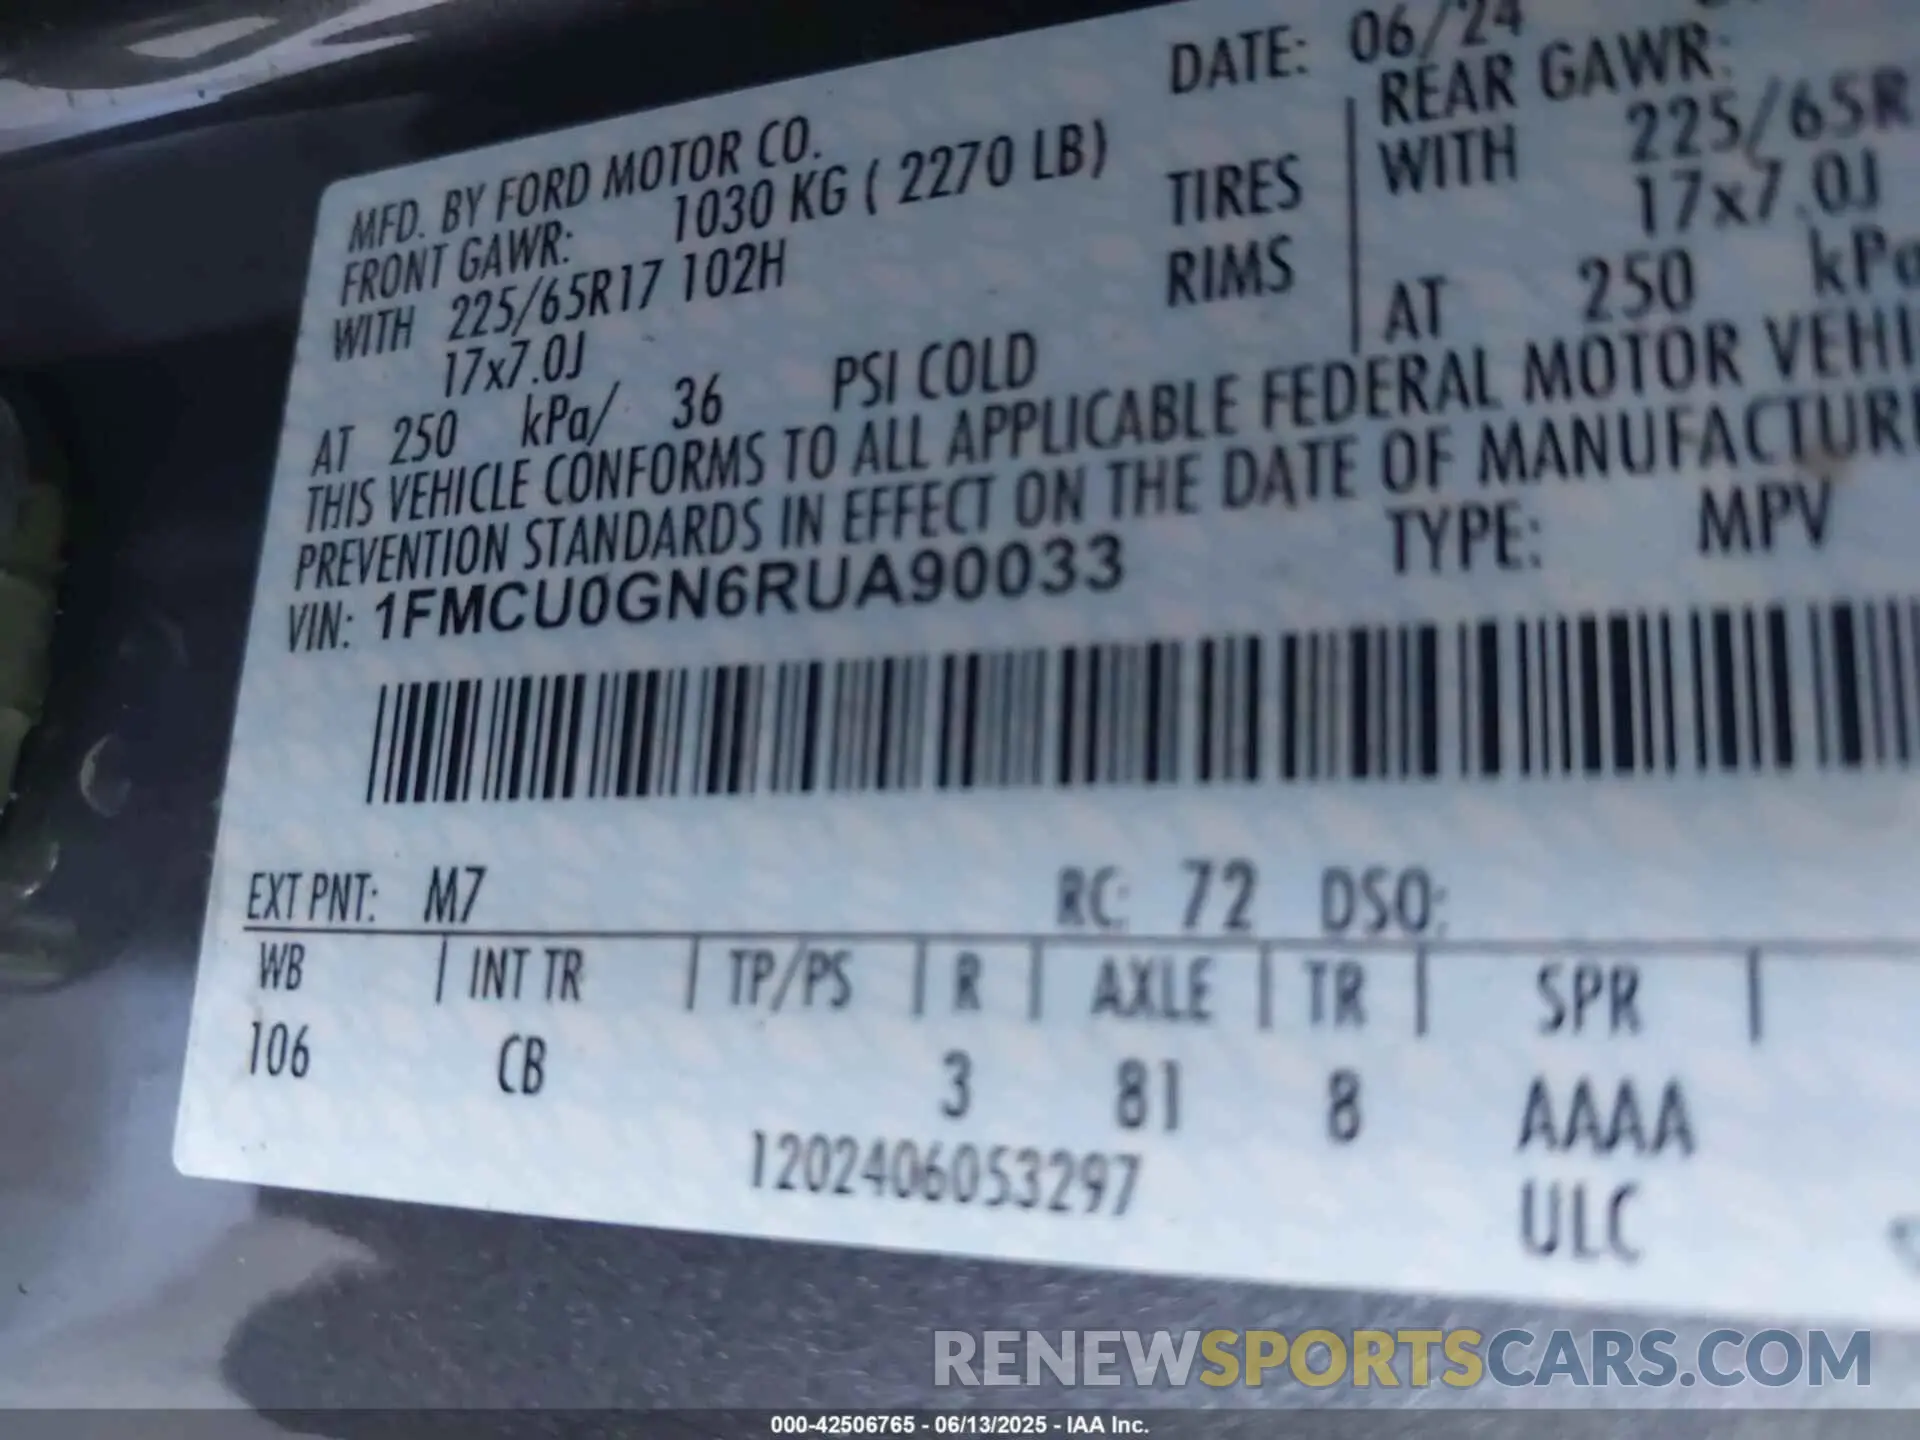 DATE: 06/24
MFD. BY FORD MOTOR CO.
FRONT GAWR: 1030 KG ( 2270 LB)
WITH 225/65R17 102H TIRES
17x7.0J RIMS
AT 250 kPa/ 36 PSI COLD
REAR GAWR:
WITH 225/65R
17x7.0J
AT 250 kPa
THIS VEHICLE CONFORMS TO ALL APPLICABLE FEDERAL MOTOR VEHI
PREVENTION STANDARDS IN EFFECT ON THE DATE OF MANUFACTURE
VIN: 1FMCU0GN6RUA90033 TYPE: MPV
EXT PNT: M7 RC: 72 DSO:
WB | INT TR | TP/PS | R | AXLE | TR | SPR |
106 CB 3 81 8 AAAA
1202406053297 ULC
RENEWSPORTSCARS.COM
000-42506765 - 06/13/2025 - IAA Inc.